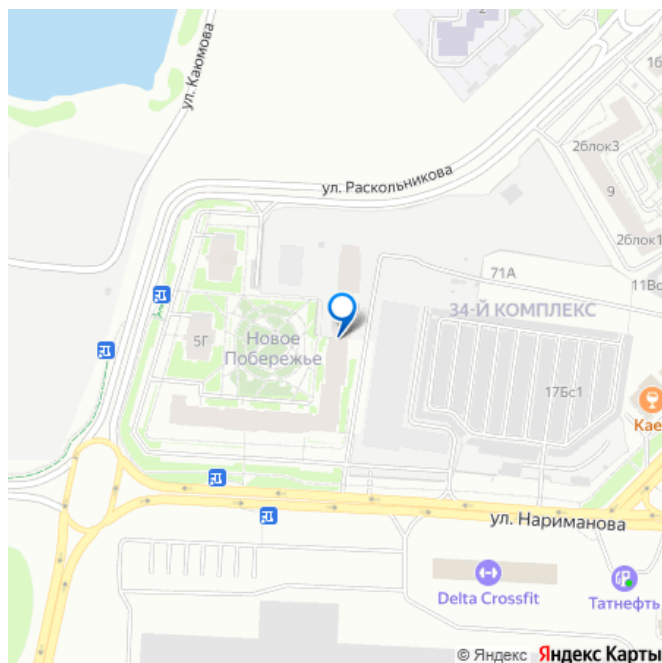 2
ул. Каюмова
1б
2блок3
ул. Раскольникова
9
2блок1
71А
11Вс
34-Й КОМПЛЕКС
5Г
Новое
Побережье
17Бс1
Кае
ул. Нариманова
Delta Crossfit
Татнефть
© Яндекс Яндекс Карты